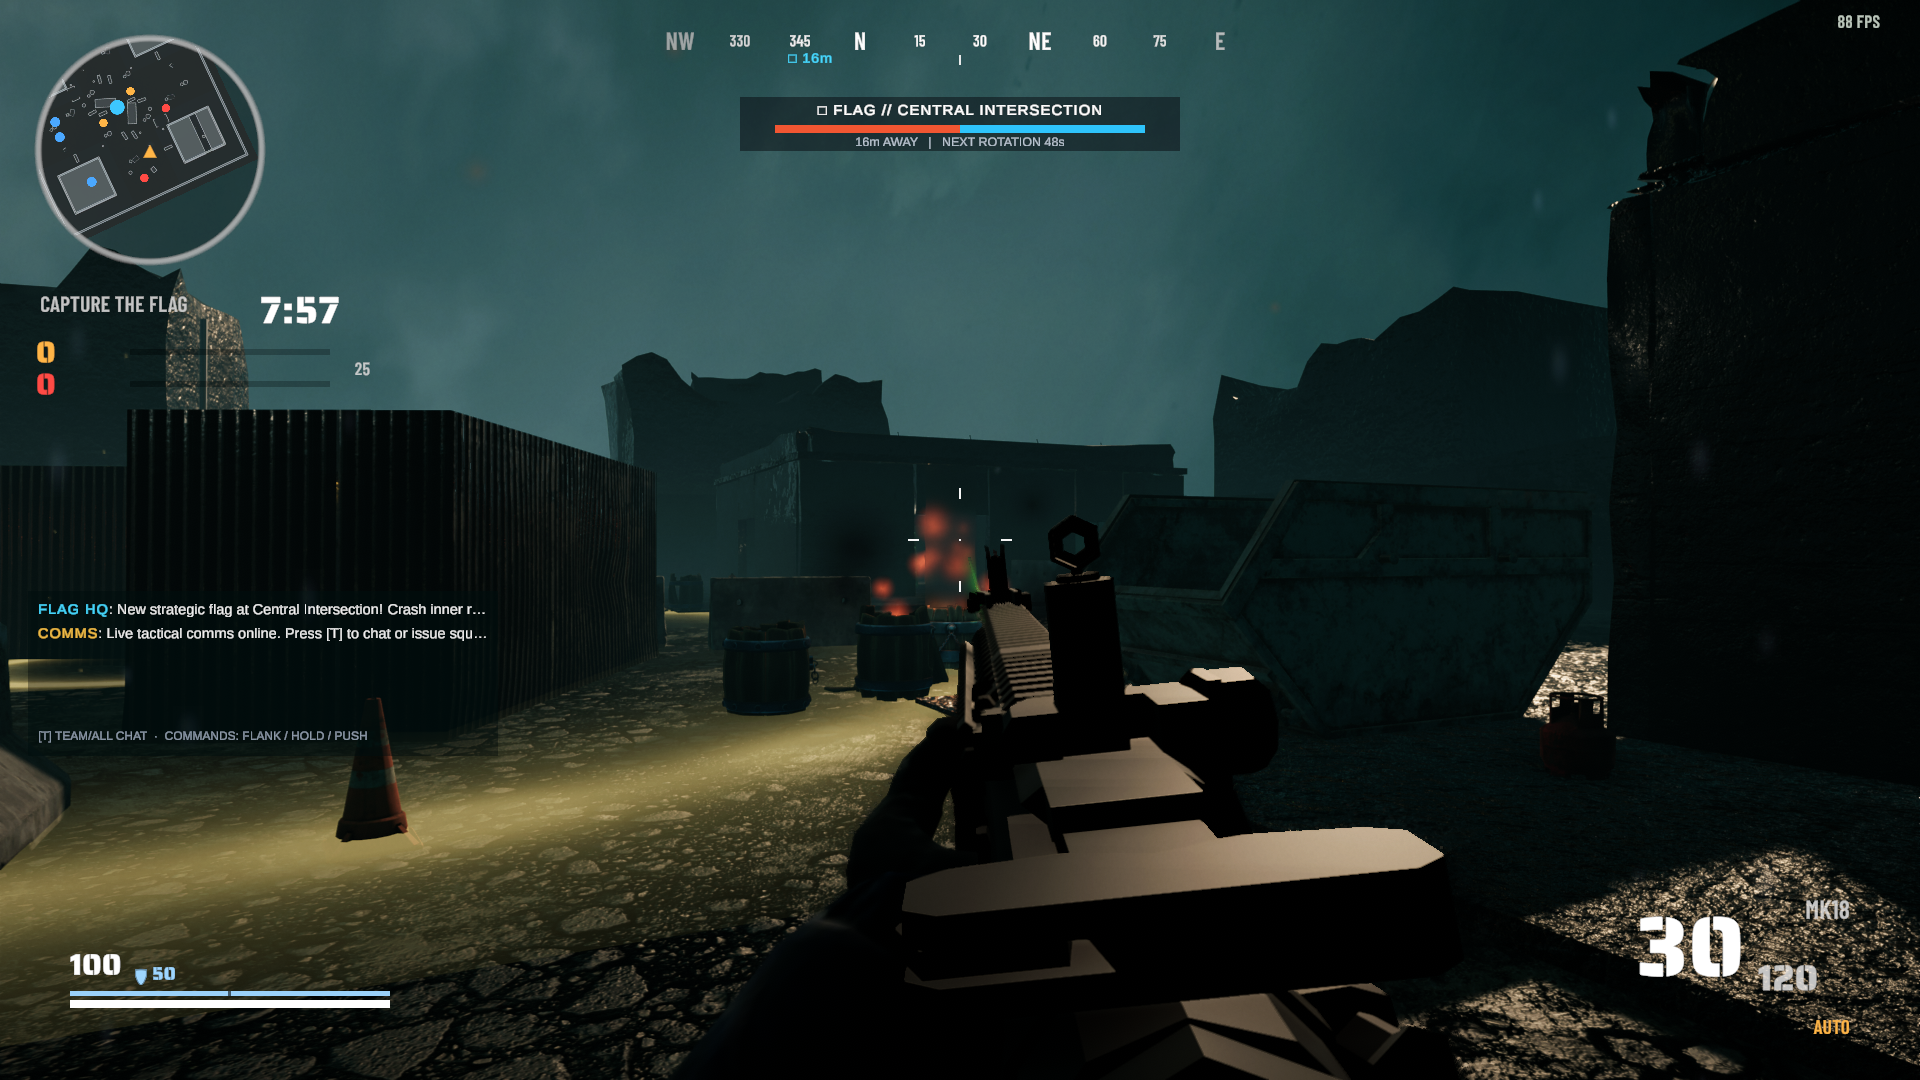 88 FPS
NW 330 345 N 15 30 NE 60 75 E
16m
FLAG // CENTRAL INTERSECTION
16m AWAY | NEXT ROTATION 48s
CAPTURE THE FLAG 7:57
0
25
0
FLAG HQ: New strategic flag at Central Intersection! Crash inner r...
COMMS: Live tactical comms online. Press [T] to chat or issue squ...
[T] TEAM/ALL CHAT · COMMANDS: FLANK / HOLD / PUSH
100 50
MK18
30 120
AUTO